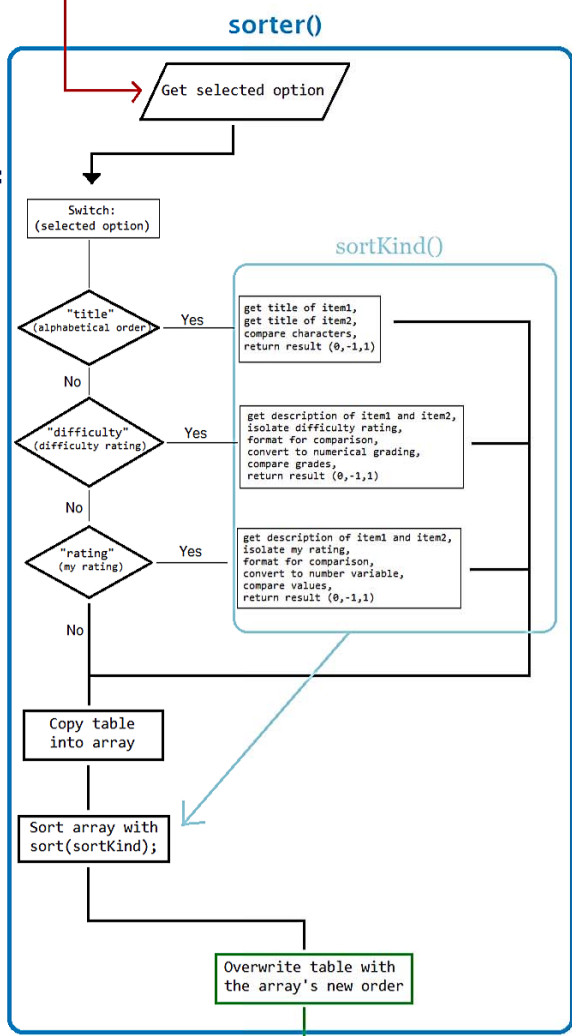 sorter()
Get selected option
Switch:
(selected option)
sortKind()
"title"
(alphabetical order)
Yes
get title of item1,
get title of item2,
compare characters,
return result (0,-1,1)
No
"difficulty"
(difficulty rating)
Yes
get description of item1 and item2,
isolate difficulty rating,
format for comparison,
convert to numerical grading,
compare grades,
return result (0,-1,1)
No
"rating"
(my rating)
Yes
get description of item1 and item2,
isolate my rating,
format for comparison,
convert to number variable,
compare values,
return result (0,-1,1)
No
Copy table
into array
Sort array with
sort(sortKind);
Overwrite table with
the array's new order